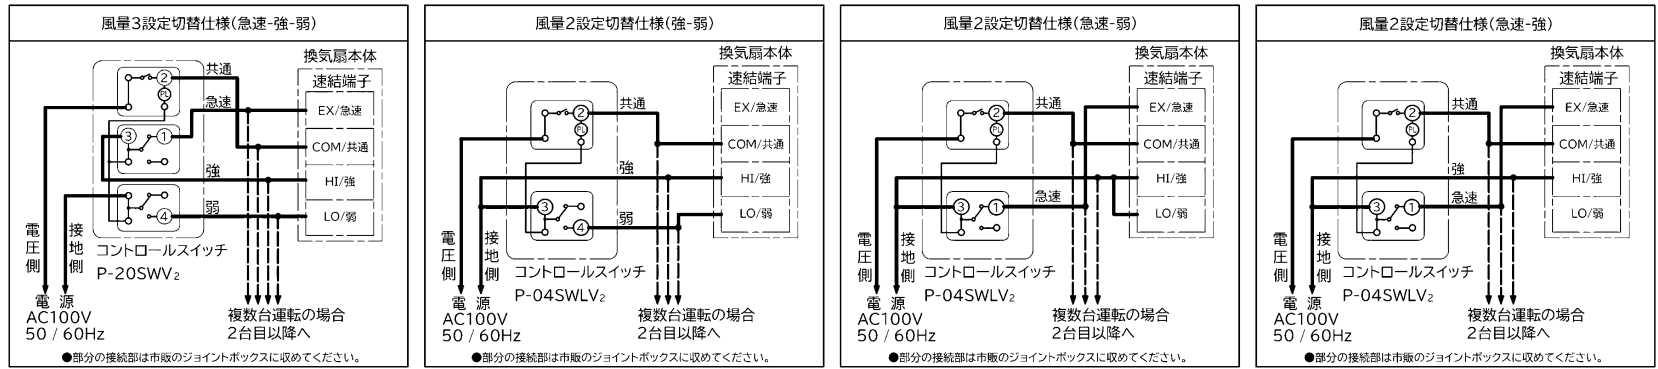 風量3設定切替仕様(急速-強-弱)
換気扇本体
速結端子
共通
②
PL
急速
EX/急速
③
①
COM/共通
強
HI/強
弱
④
LO/弱
電圧側
接地側
コントロールスイッチ
P-20SWV₂
電源
AC100V
50 / 60Hz
複数台運転の場合
2台目以降へ
●部分の接続部は市販のジョイントボックスに収めてください。
風量2設定切替仕様(強-弱)
換気扇本体
速結端子
共通
②
PL
EX/急速
COM/共通
強
HI/強
③
弱
④
LO/弱
電圧側
接地側
コントロールスイッチ
P-04SWLV₂
電源
AC100V
50 / 60Hz
複数台運転の場合
2台目以降へ
●部分の接続部は市販のジョイントボックスに収めてください。
風量2設定切替仕様(急速-弱)
換気扇本体
速結端子
共通
②
PL
EX/急速
COM/共通
HI/強
③
①
急速
LO/弱
電圧側
接地側
コントロールスイッチ
P-04SWLV₂
電源
AC100V
50 / 60Hz
複数台運転の場合
2台目以降へ
●部分の接続部は市販のジョイントボックスに収めてください。
風量2設定切替仕様(急速-強)
換気扇本体
速結端子
共通
②
PL
EX/急速
COM/共通
強
HI/強
③
①
急速
LO/弱
電圧側
接地側
コントロールスイッチ
P-04SWLV₂
電源
AC100V
50 / 60Hz
複数台運転の場合
2台目以降へ
●部分の接続部は市販のジョイントボックスに収めてください。